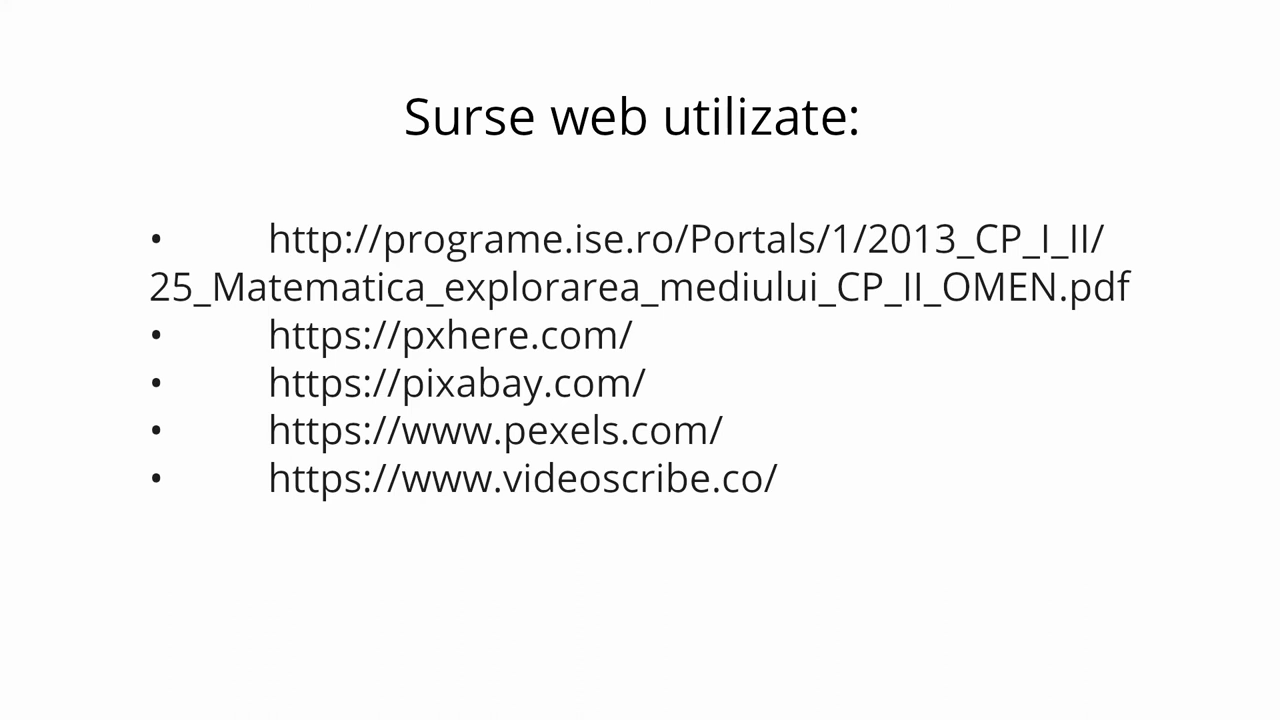 Surse web utilizate:
• http://programe.ise.ro/Portals/1/2013_CP_I_II/
25_Matematica_explorarea_mediului_CP_II_OMEN.pdf
• https://pxhere.com/
• https://pixabay.com/
• https://www.pexels.com/
• https://www.videoscribe.co/